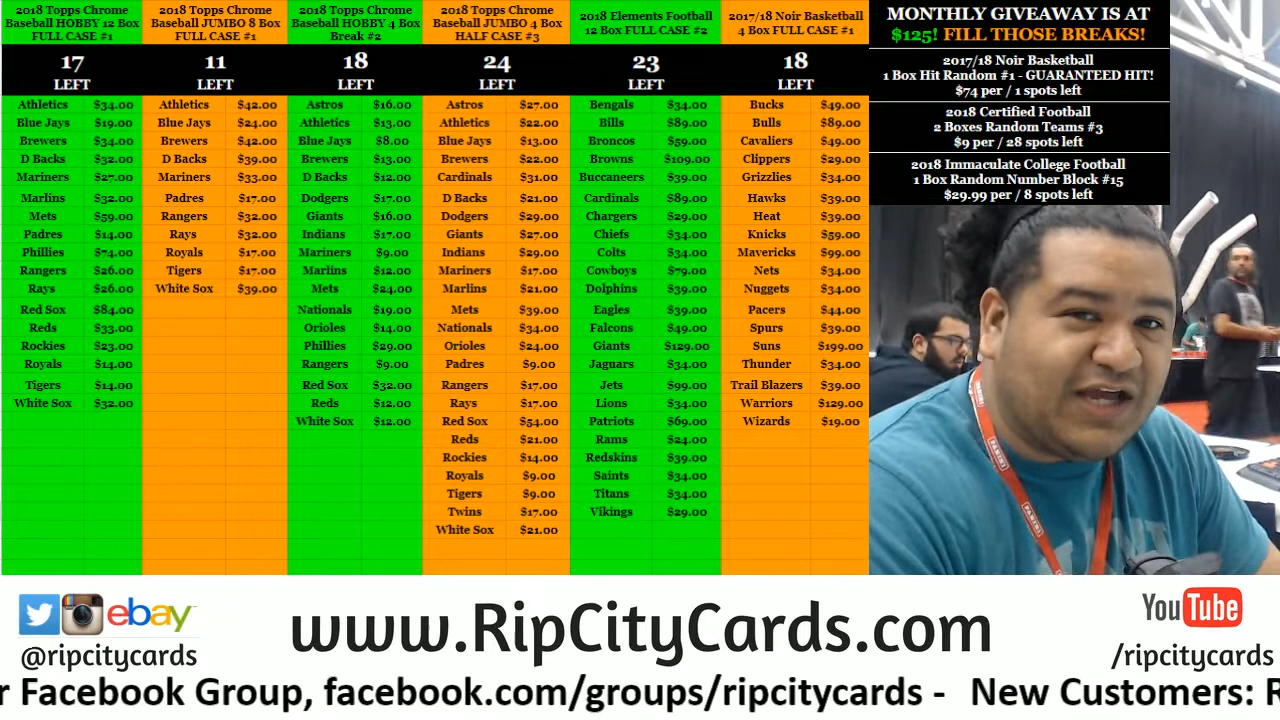 2018 Topps Chrome
Baseball HOBBY 12 Box
FULL CASE #1
17
LEFT
Athletics $34.00
Blue Jays $19.00
Brewers $34.00
D Backs $32.00
Mariners $27.00
Marlins $32.00
Mets $59.00
Padres $14.00
Phillies $74.00
Rangers $26.00
Rays $26.00
Red Sox $84.00
Reds $33.00
Rockies $23.00
Royals $14.00
Tigers $14.00
White Sox $32.00
2018 Topps Chrome
Baseball JUMBO 8 Box
FULL CASE #1
11
LEFT
Athletics $42.00
Blue Jays $24.00
Brewers $42.00
D Backs $39.00
Mariners $33.00
Padres $17.00
Rangers $32.00
Rays $32.00
Royals $17.00
Tigers $17.00
White Sox $39.00
2018 Topps Chrome
Baseball HOBBY 4 Box
Break #2
18
LEFT
Astros $16.00
Athletics $13.00
Blue Jays $8.00
Brewers $13.00
D Backs $12.00
Dodgers $17.00
Giants $16.00
Indians $17.00
Mariners $9.00
Marlins $12.00
Mets $24.00
Nationals $19.00
Orioles $14.00
Phillies $29.00
Rangers $9.00
Red Sox $32.00
Reds $12.00
White Sox $12.00
2018 Topps Chrome
Baseball JUMBO 4 Box
HALF CASE #3
24
LEFT
Astros $27.00
Athletics $22.00
Blue Jays $13.00
Brewers $22.00
Cardinals $31.00
D Backs $21.00
Dodgers $29.00
Giants $27.00
Indians $29.00
Mariners $17.00
Marlins $21.00
Mets $39.00
Nationals $34.00
Orioles $24.00
Padres $9.00
Rangers $17.00
Rays $17.00
Red Sox $54.00
Reds $21.00
Rockies $14.00
Royals $9.00
Tigers $9.00
Twins $17.00
White Sox $21.00
2018 Elements Football
12 Box FULL CASE #2
23
LEFT
Bengals $34.00
Bills $89.00
Broncos $59.00
Browns $109.00
Buccaneers $39.00
Cardinals $89.00
Chargers $29.00
Chiefs $34.00
Colts $34.00
Cowboys $79.00
Dolphins $39.00
Eagles $39.00
Falcons $49.00
Giants $129.00
Jaguars $34.00
Jets $99.00
Lions $34.00
Patriots $69.00
Rams $24.00
Redskins $39.00
Saints $34.00
Titans $34.00
Vikings $29.00
2017/18 Noir Basketball
4 Box FULL CASE #1
18
LEFT
Bucks $49.00
Bulls $89.00
Cavaliers $49.00
Clippers $29.00
Grizzlies $34.00
Hawks $39.00
Heat $39.00
Knicks $59.00
Mavericks $99.00
Nets $34.00
Nuggets $34.00
Pacers $44.00
Spurs $39.00
Suns $199.00
Thunder $34.00
Trail Blazers $39.00
Warriors $129.00
Wizards $19.00
MONTHLY GIVEAWAY IS AT
$125! FILL THOSE BREAKS!
2017/18 Noir Basketball
1 Box Hit Random #1 - GUARANTEED HIT!
$74 per / 1 spots left
2018 Certified Football
2 Boxes Random Teams #3
$9 per / 28 spots left
2018 Immaculate College Football
1 Box Random Number Block #15
$29.99 per / 8 spots left
PANINI
PANINI
PANINI
ebay
@ripcitycards
www.RipCityCards.com
YouTube
/ripcitycards
r Facebook Group, facebook.com/groups/ripcitycards - New Customers: R